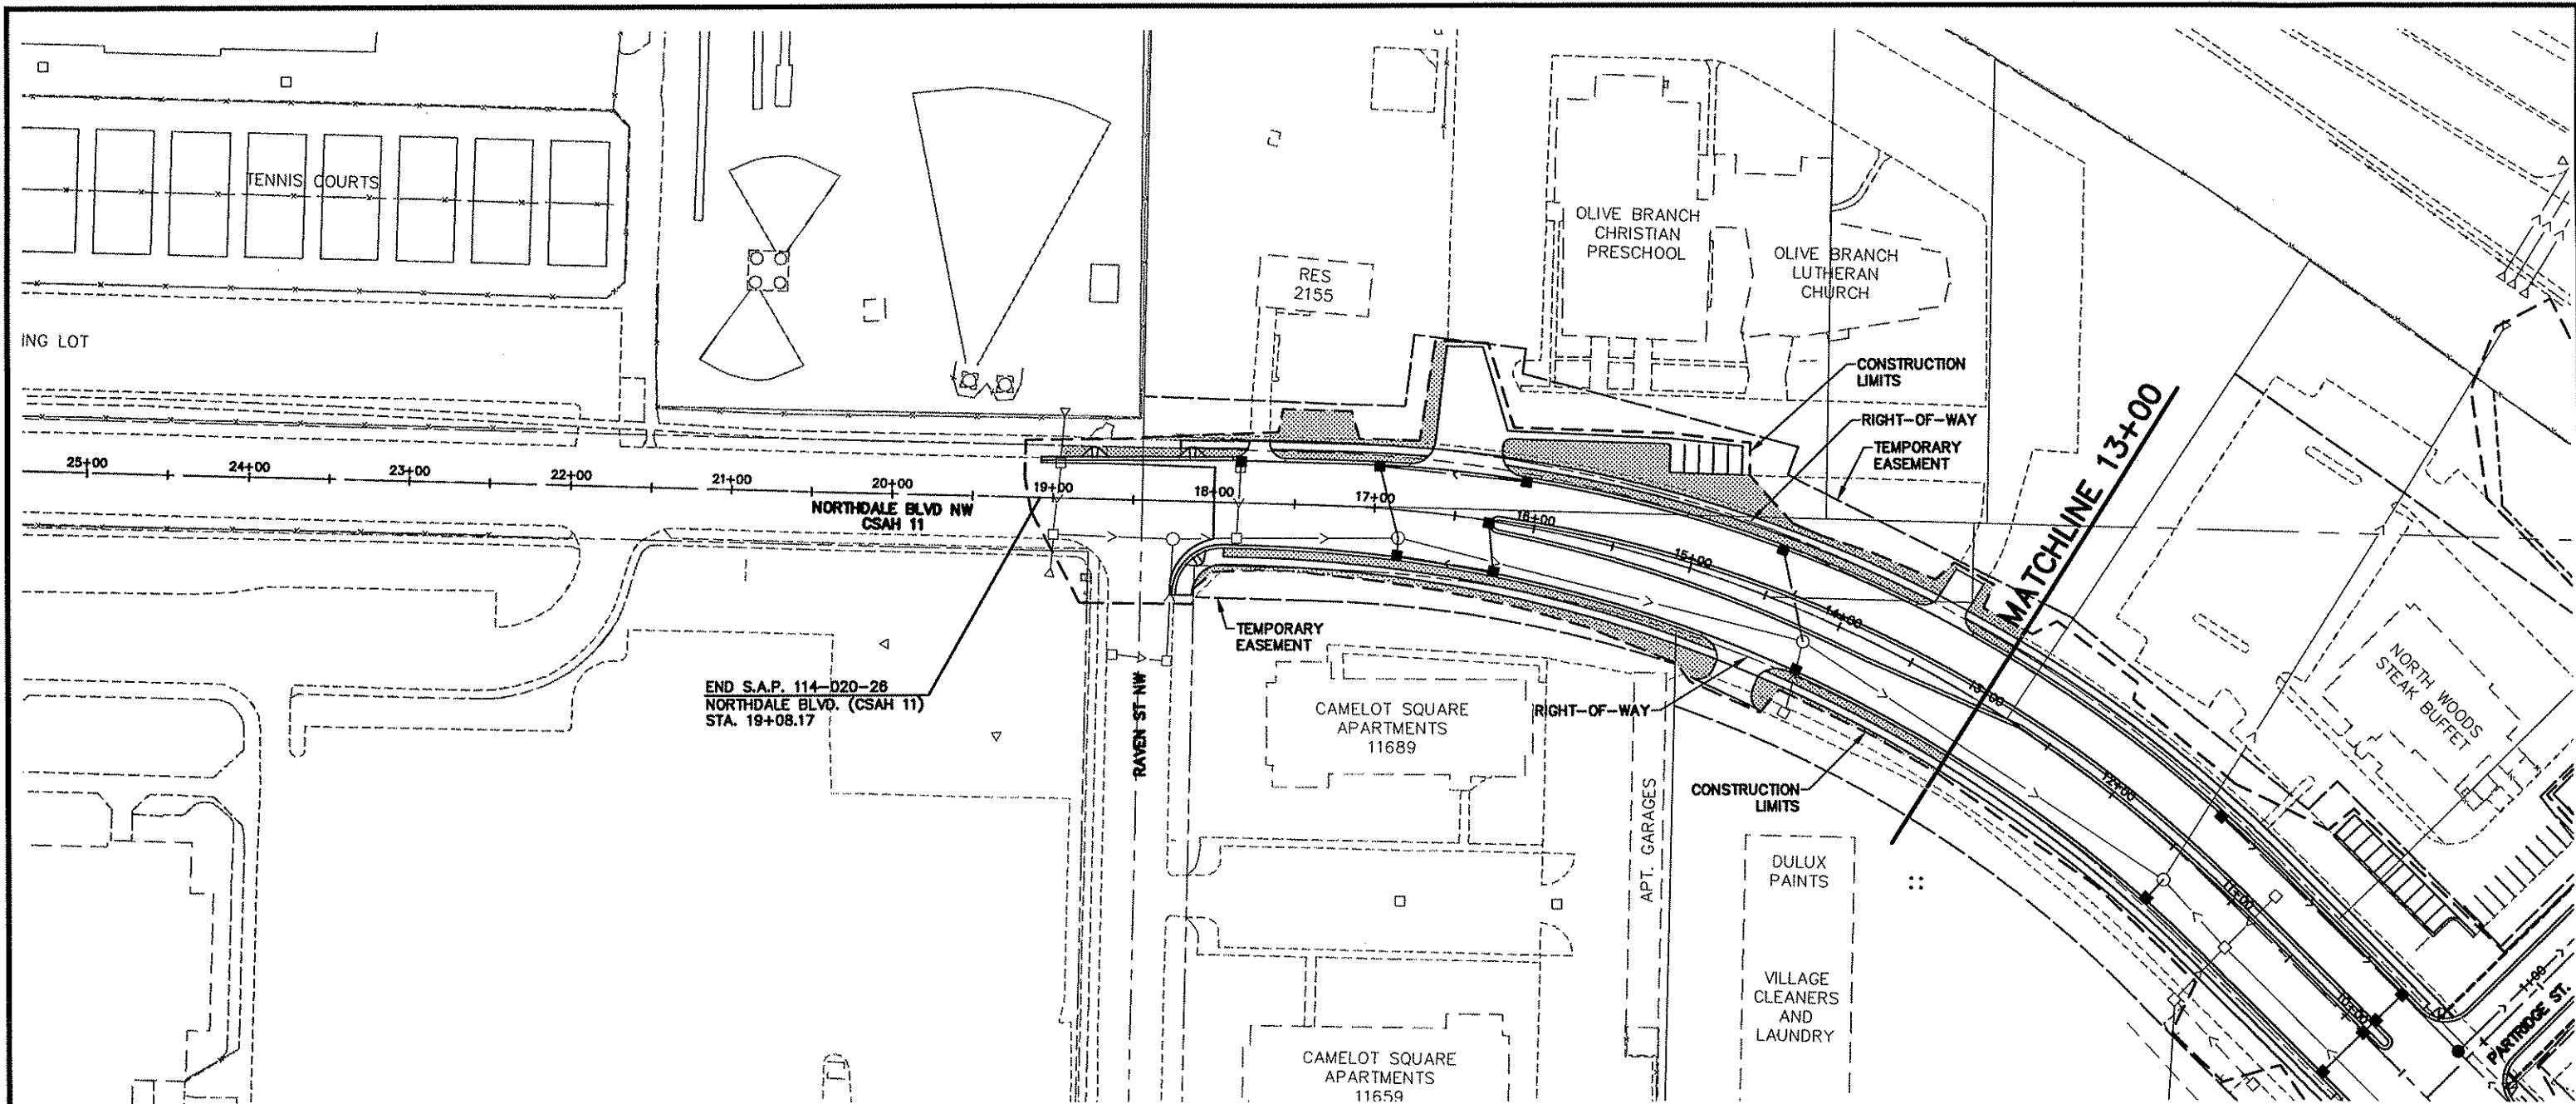 TENNIS COURTS
ING LOT
RES
2155
OLIVE BRANCH
CHRISTIAN
PRESCHOOL
OLIVE BRANCH
LUTHERAN
CHURCH
CONSTRUCTION
LIMITS
RIGHT-OF-WAY
TEMPORARY
EASEMENT
MATCHLINE 13+00
25+00
24+00
23+00
22+00
21+00
20+00
19+00
18+00
17+00
16+00
15+00
14+00
13+00
12+00
11+00
10+00
NORTHDALE BLVD NW
CSAH 11
TEMPORARY
EASEMENT
END S.A.P. 114-020-26
NORTHDALE BLVD. (CSAH 11)
STA. 19+08.17
RAVEN ST NW
CAMELOT SQUARE
APARTMENTS
11689
RIGHT-OF-WAY
CONSTRUCTION
LIMITS
APT. GARAGES
DULUX
PAINTS
VILLAGE
CLEANERS
AND
LAUNDRY
CAMELOT SQUARE
APARTMENTS
11659
NORTH WOODS
STEAK BUFFET
1+00
PARTRIDGE ST.